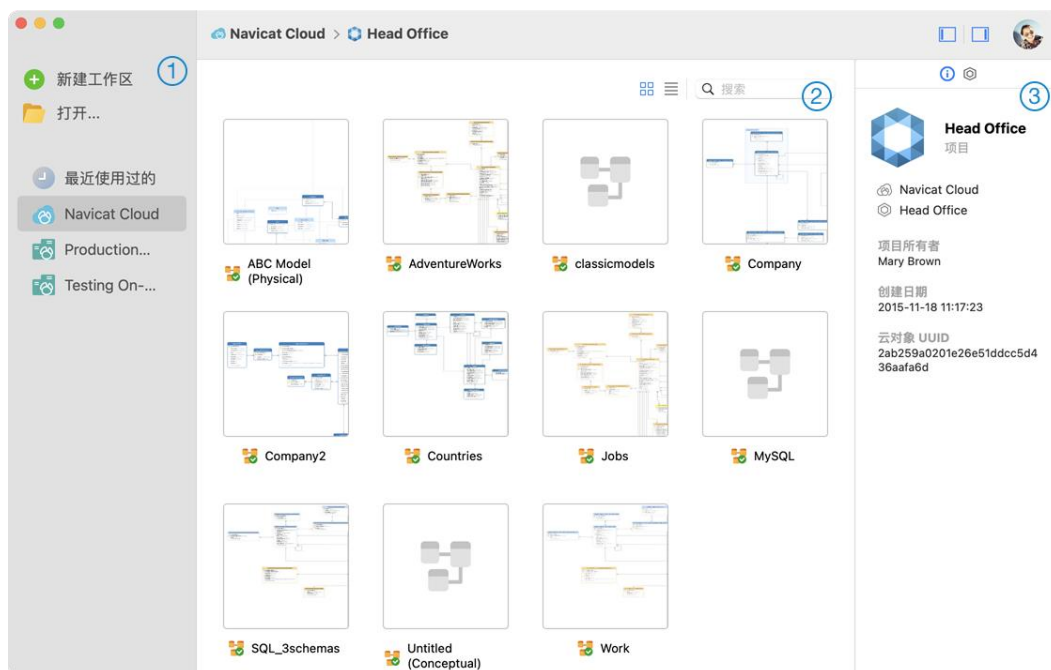 Navicat Cloud > Head Office
新建工作区
①
打开...
最近使用过的
Navicat Cloud
Production...
Testing On-...
搜索
②
ABC Model
(Physical)
AdventureWorks
classicmodels
Company
Company2
Countries
Jobs
MySQL
SQL_3schemas
Untitled
(Conceptual)
Work
③
Head Office
项目
Navicat Cloud
Head Office
项目所有者
Mary Brown
创建日期
2015-11-18 11:17:23
云对象 UUID
2ab259a0201e26e51ddcc5d4
36aafa6d